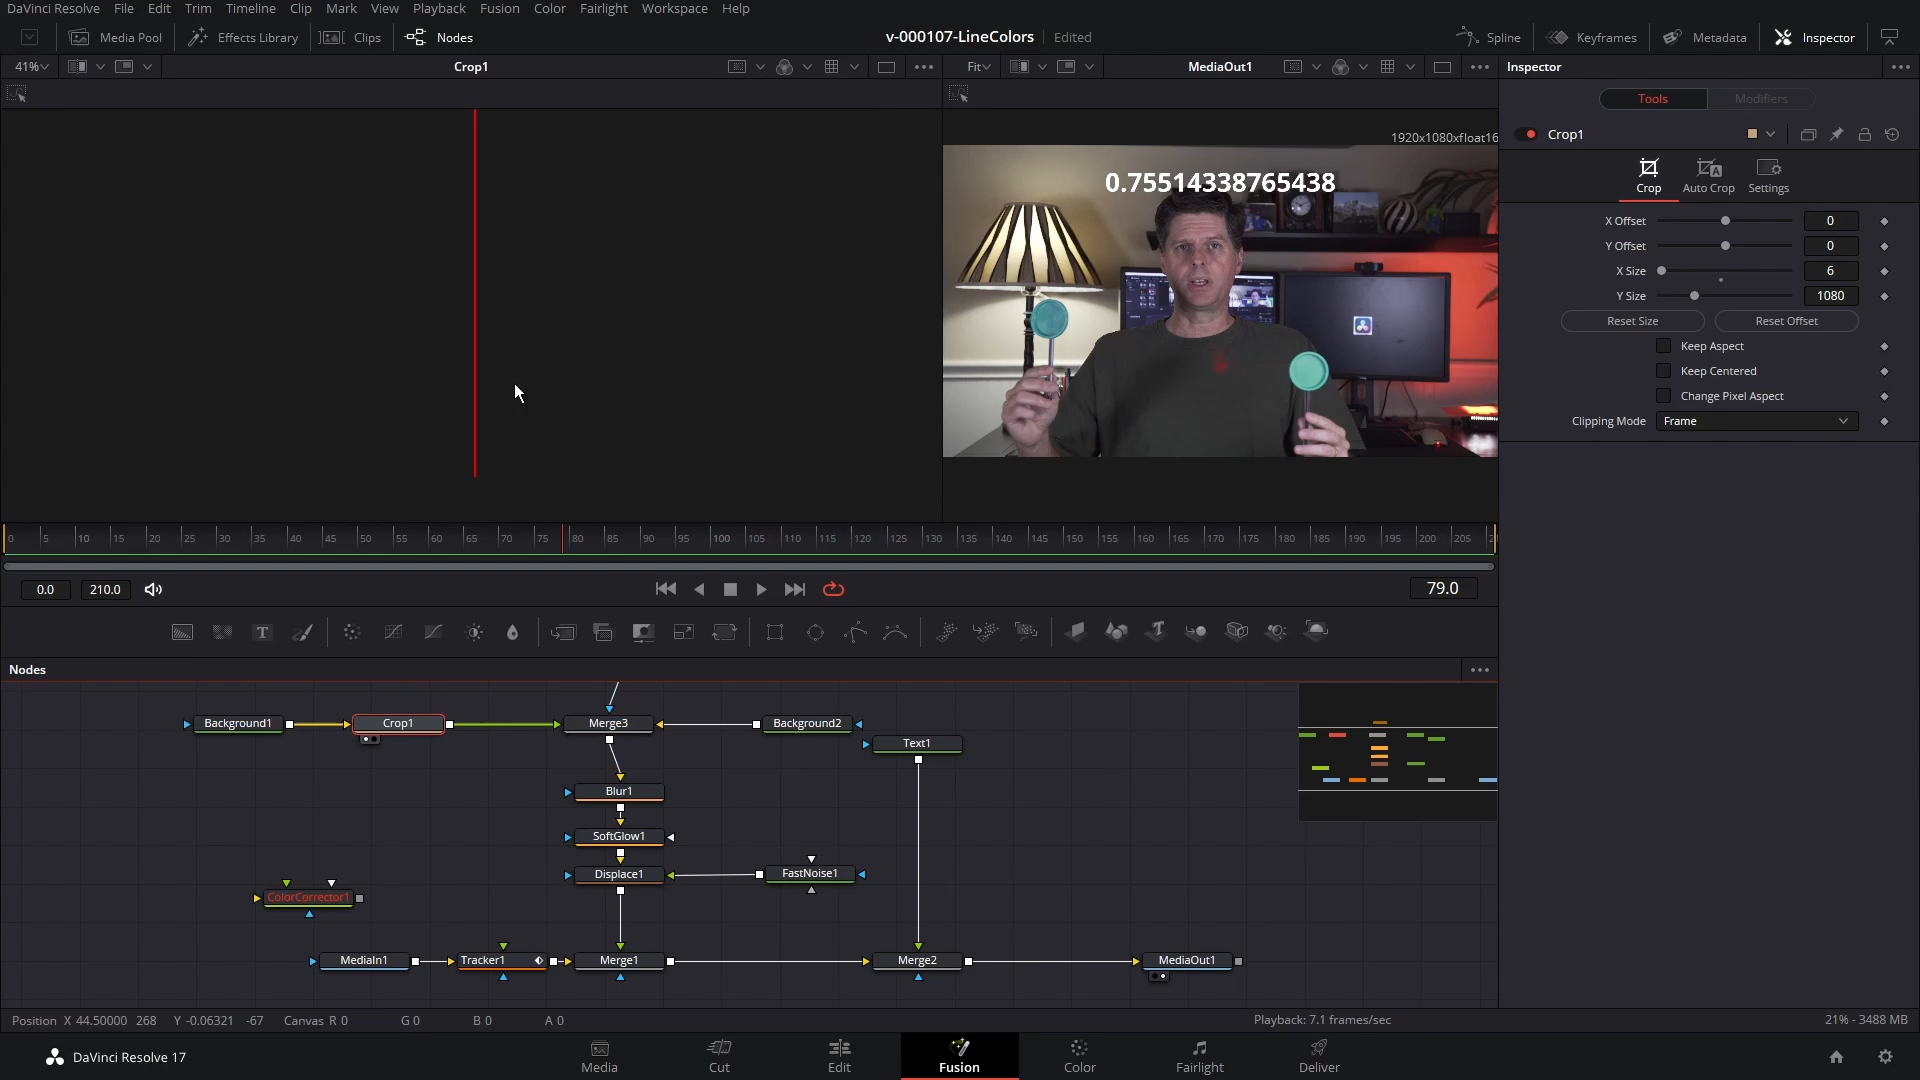 DaVinci Resolve File Edit Trim Timeline Clip Mark View Playback Fusion Color Fairlight Workspace Help
Media Pool Effects Library Clips Nodes v-000107-LineColors Edited Spline Keyframes Metadata Inspector
41% Crop1 Fit MediaOut1 Inspector
Tools Modifiers
1920x1080xfloat16
Crop1
0.75514338765438
Crop Auto Crop Settings
X Offset 0
Y Offset 0
X Size 6
Y Size 1080
Reset Size Reset Offset
Keep Aspect
Keep Centered
Change Pixel Aspect
Clipping Mode Frame
0 5 10 15 20 25 30 35 40 45 50 55 60 65 70 75 80 85 90 95 100 105 110 115 120 125 130 135 140 145 150 155 160 165 170 175 180 185 190 195 200 205
0.0 210.0 79.0
Nodes
Background1 Crop1 Merge3 Background2
Text1
Blur1
SoftGlow1
Displace1 FastNoise1
ColorCorrector1
MediaIn1 Tracker1 Merge1 Merge2 MediaOut1
Position X 44.50000 268 Y -0.06321 -67 Canvas R 0 G 0 B 0 A 0 Playback: 7.1 frames/sec 21% - 3488 MB
DaVinci Resolve 17 Media Cut Edit Fusion Color Fairlight Deliver